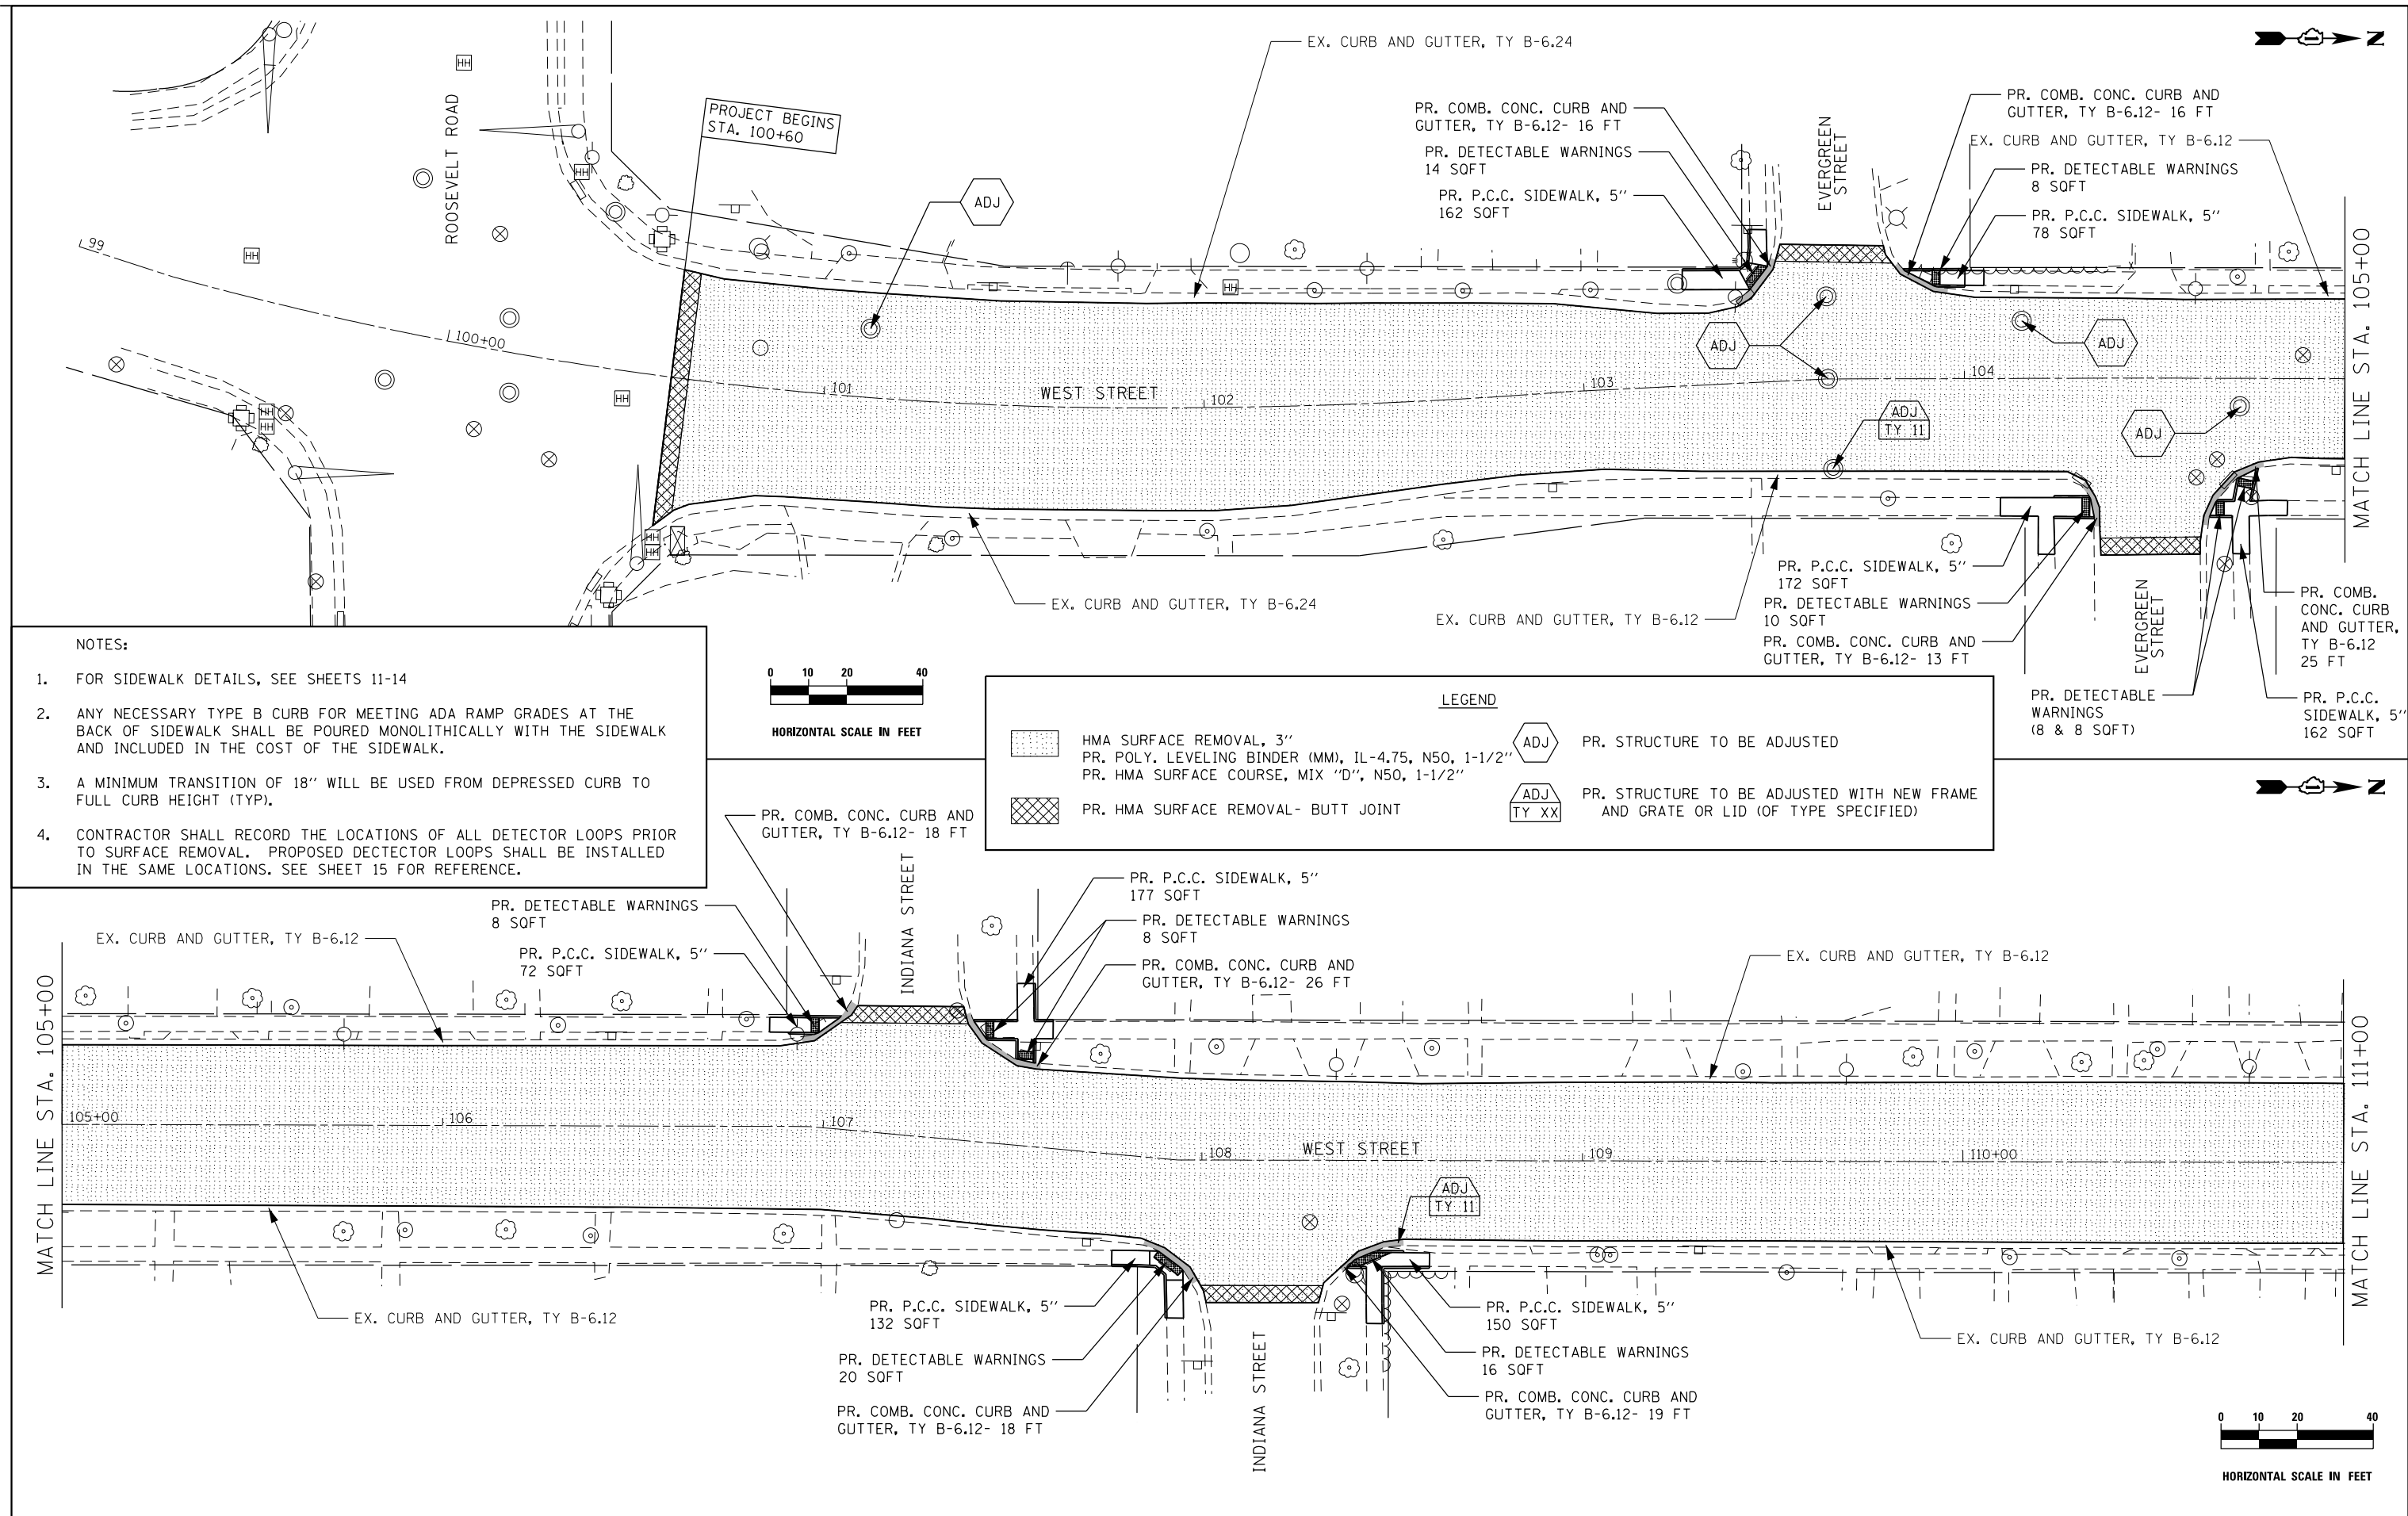 EX. CURB AND GUTTER, TY B-6.24
N
ROOSEVELT ROAD
HH
PROJECT BEGINS
STA. 100+60
ADJ
PR. COMB. CONC. CURB AND
GUTTER, TY B-6.12- 16 FT
PR. DETECTABLE WARNINGS
14 SQFT
PR. P.C.C. SIDEWALK, 5''
162 SQFT
EVERGREEN
STREET
PR. COMB. CONC. CURB AND
GUTTER, TY B-6.12- 16 FT
EX. CURB AND GUTTER, TY B-6.12
PR. DETECTABLE WARNINGS
8 SQFT
PR. P.C.C. SIDEWALK, 5''
78 SQFT
MATCH LINE STA. 105+00
HH
HH
HH
HH
99
100+00
HH
HH
HH
101
WEST STREET
102
103
104
ADJ
ADJ
ADJ
TY 11
ADJ
HH
HH
EX. CURB AND GUTTER, TY B-6.24
EX. CURB AND GUTTER, TY B-6.12
PR. P.C.C. SIDEWALK, 5''
172 SQFT
PR. DETECTABLE WARNINGS
10 SQFT
PR. COMB. CONC. CURB AND
GUTTER, TY B-6.12- 13 FT
EVERGREEN
STREET
PR. COMB.
CONC. CURB
AND GUTTER,
TY B-6.12
25 FT
PR. DETECTABLE
WARNINGS
(8 & 8 SQFT)
PR. P.C.C.
SIDEWALK, 5''
162 SQFT
NOTES:
1. FOR SIDEWALK DETAILS, SEE SHEETS 11-14
2. ANY NECESSARY TYPE B CURB FOR MEETING ADA RAMP GRADES AT THE
BACK OF SIDEWALK SHALL BE POURED MONOLITHICALLY WITH THE SIDEWALK
AND INCLUDED IN THE COST OF THE SIDEWALK.
3. A MINIMUM TRANSITION OF 18'' WILL BE USED FROM DEPRESSED CURB TO
FULL CURB HEIGHT (TYP).
4. CONTRACTOR SHALL RECORD THE LOCATIONS OF ALL DETECTOR LOOPS PRIOR
TO SURFACE REMOVAL. PROPOSED DECTECTOR LOOPS SHALL BE INSTALLED
IN THE SAME LOCATIONS. SEE SHEET 15 FOR REFERENCE.
0 10 20 40
HORIZONTAL SCALE IN FEET
LEGEND
HMA SURFACE REMOVAL, 3''
PR. POLY. LEVELING BINDER (MM), IL-4.75, N50, 1-1/2''
PR. HMA SURFACE COURSE, MIX "D", N50, 1-1/2''
PR. HMA SURFACE REMOVAL- BUTT JOINT
ADJ
PR. STRUCTURE TO BE ADJUSTED
ADJ
TY XX
PR. STRUCTURE TO BE ADJUSTED WITH NEW FRAME
AND GRATE OR LID (OF TYPE SPECIFIED)
N
PR. COMB. CONC. CURB AND
GUTTER, TY B-6.12- 18 FT
INDIANA STREET
PR. DETECTABLE WARNINGS
8 SQFT
PR. P.C.C. SIDEWALK, 5''
72 SQFT
EX. CURB AND GUTTER, TY B-6.12
PR. P.C.C. SIDEWALK, 5''
177 SQFT
PR. DETECTABLE WARNINGS
8 SQFT
PR. COMB. CONC. CURB AND
GUTTER, TY B-6.12- 26 FT
EX. CURB AND GUTTER, TY B-6.12
MATCH LINE STA. 105+00
105+00
106
107
108
WEST STREET
109
110+00
MATCH LINE STA. 111+00
ADJ
TY 11
EX. CURB AND GUTTER, TY B-6.12
PR. P.C.C. SIDEWALK, 5''
132 SQFT
PR. DETECTABLE WARNINGS
20 SQFT
PR. COMB. CONC. CURB AND
GUTTER, TY B-6.12- 18 FT
INDIANA STREET
PR. P.C.C. SIDEWALK, 5''
150 SQFT
PR. DETECTABLE WARNINGS
16 SQFT
PR. COMB. CONC. CURB AND
GUTTER, TY B-6.12- 19 FT
EX. CURB AND GUTTER, TY B-6.12
0 10 20 40
HORIZONTAL SCALE IN FEET